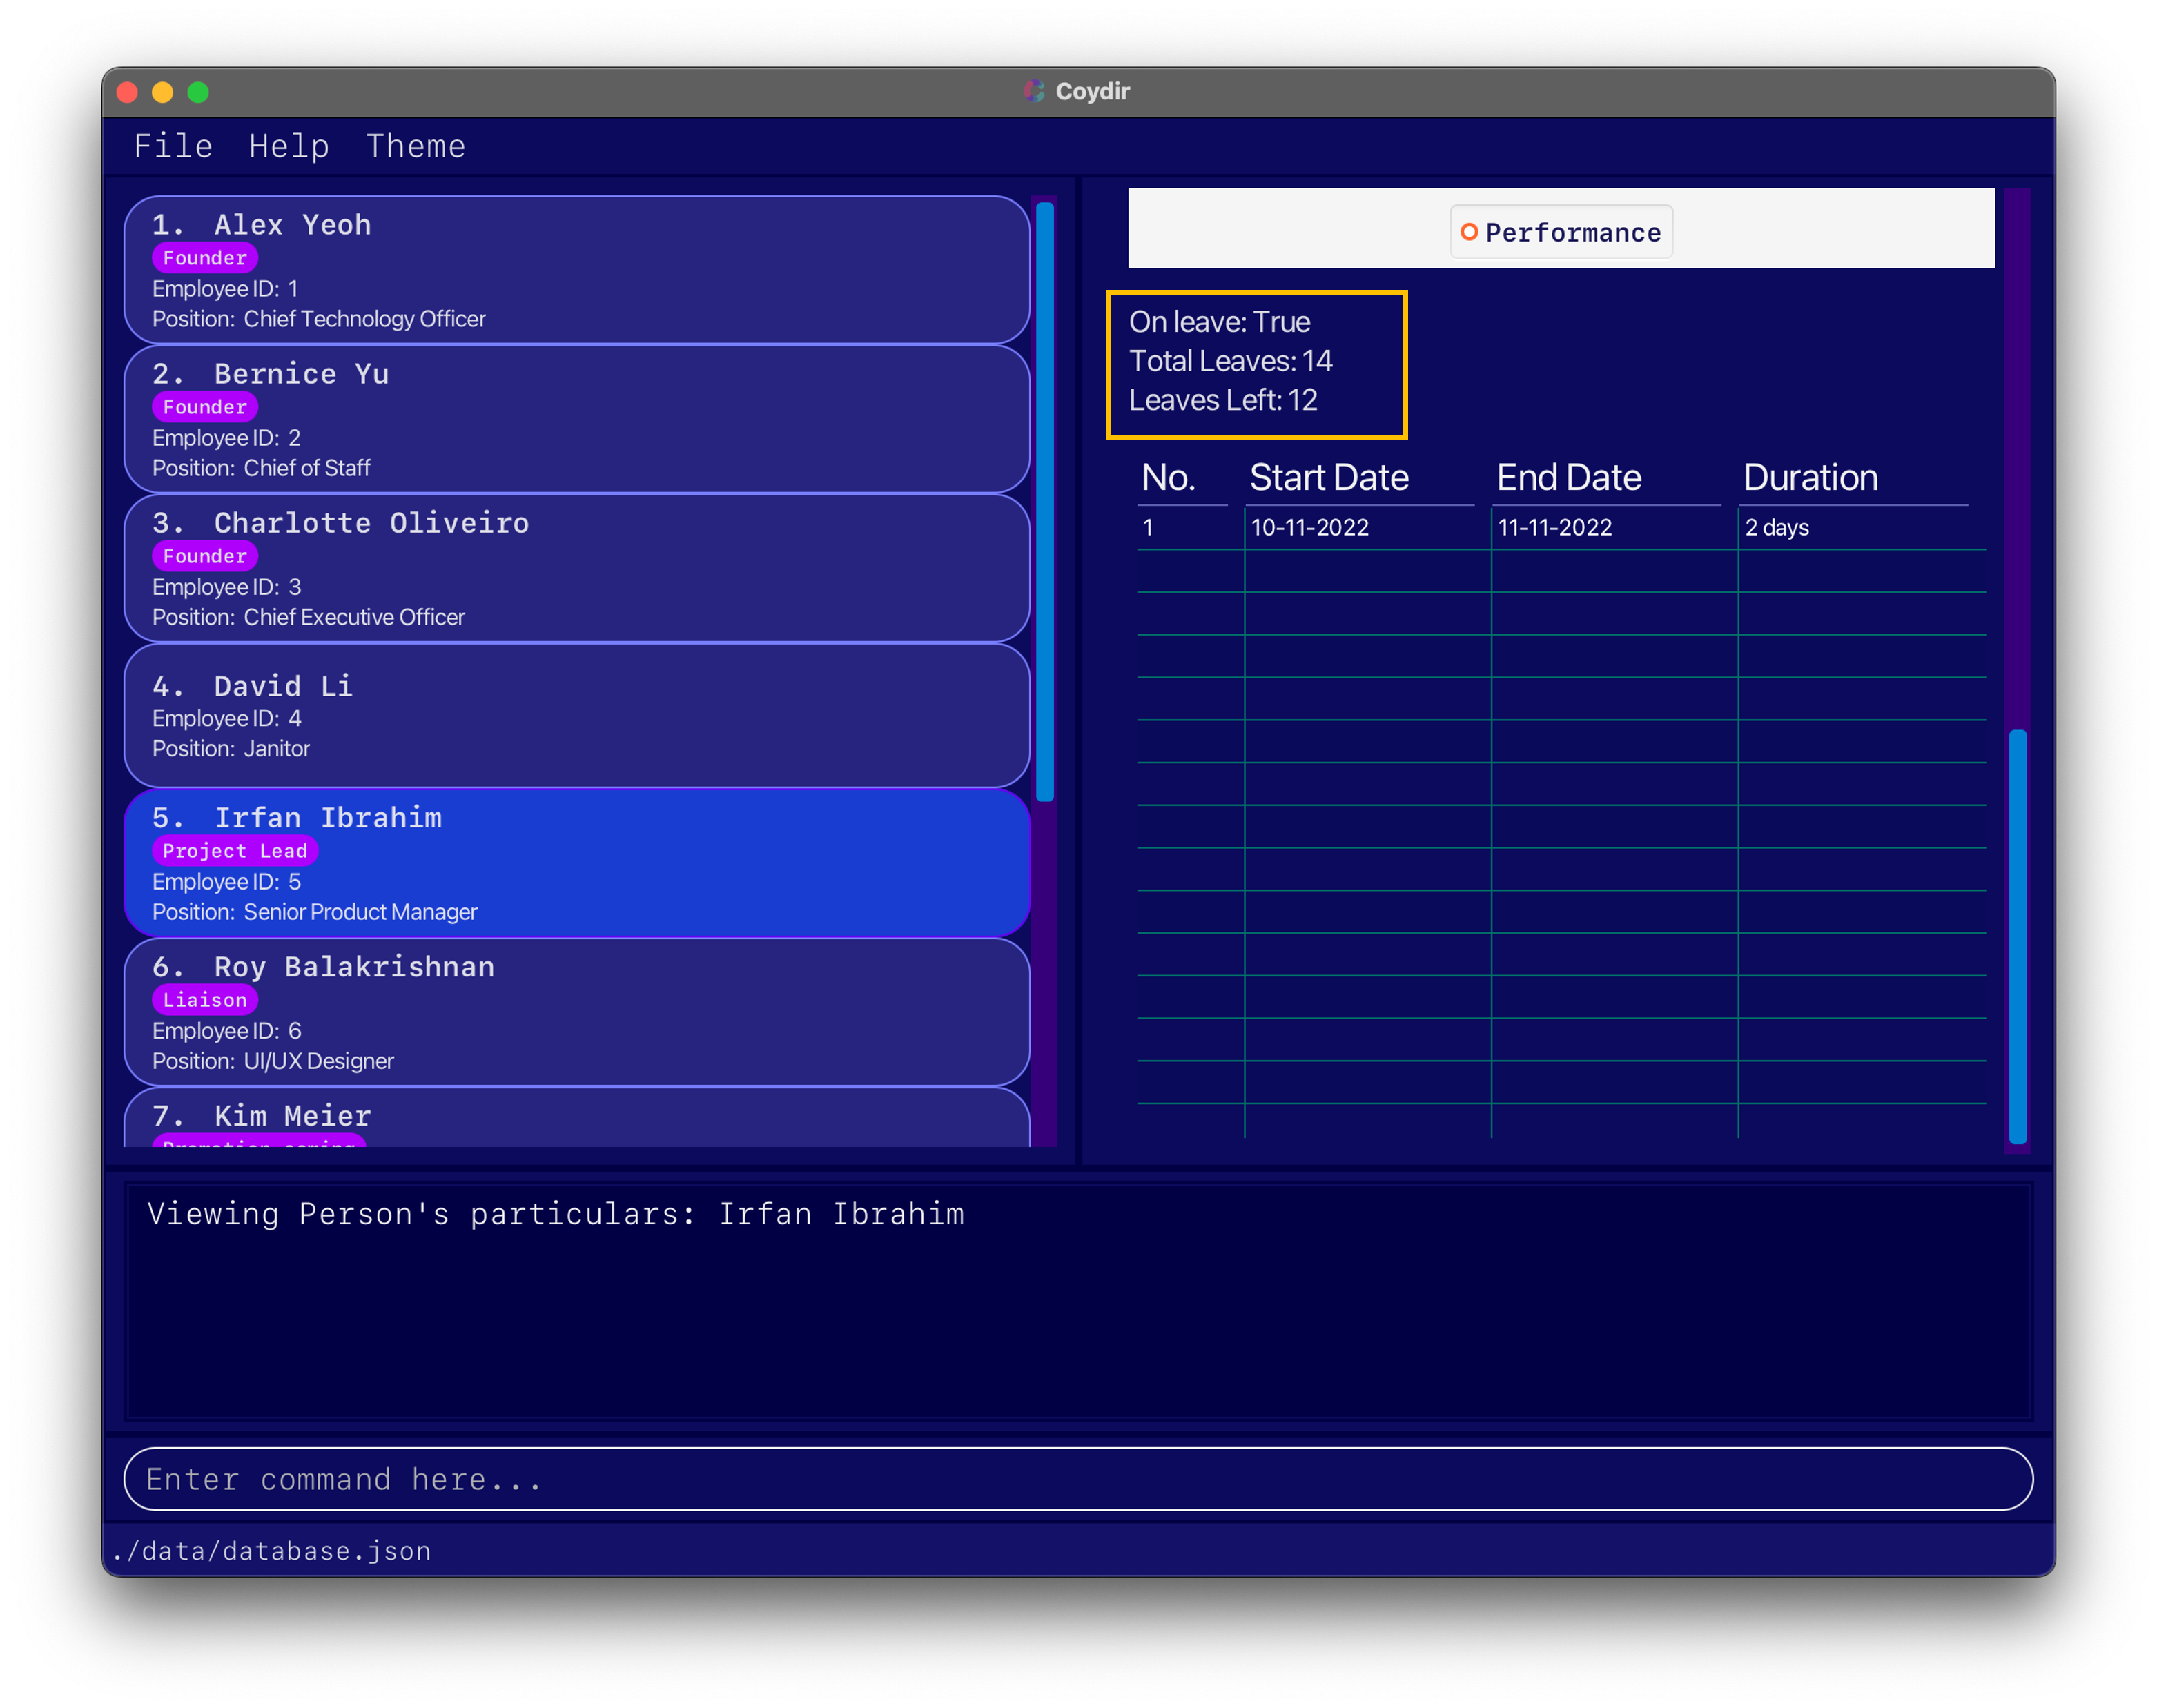 Coydir
File Help Theme
1. Alex Yeoh
Founder
Employee ID: 1
Position: Chief Technology Officer
2. Bernice Yu
Founder
Employee ID: 2
Position: Chief of Staff
3. Charlotte Oliveiro
Founder
Employee ID: 3
Position: Chief Executive Officer
4. David Li
Employee ID: 4
Position: Janitor
5. Irfan Ibrahim
Project Lead
Employee ID: 5
Position: Senior Product Manager
6. Roy Balakrishnan
Liaison
Employee ID: 6
Position: UI/UX Designer
7. Kim Meier
Performance
On leave: True
Total Leaves: 14
Leaves Left: 12
No. Start Date End Date Duration
1 10-11-2022 11-11-2022 2 days
Viewing Person's particulars: Irfan Ibrahim
Enter command here...
./data/database.json